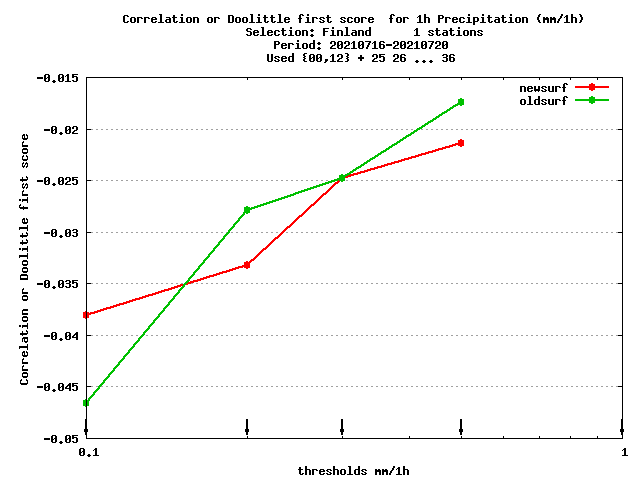 Correlation or Doolittle first score  for 1h Precipitation (mm/1h)
Selection: Finland      1 stations
Period: 20210716-20210720
Used {00,12} + 25 26 ... 36
newsurf
oldsurf
-0.015
-0.02
-0.025
-0.03
-0.035
-0.04
-0.045
-0.05
Correlation or Doolittle first score
0.1
1
thresholds mm/1h